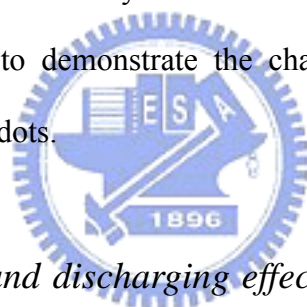 to demonstrate the cha
dots.
E S A
1896
and discharging effec